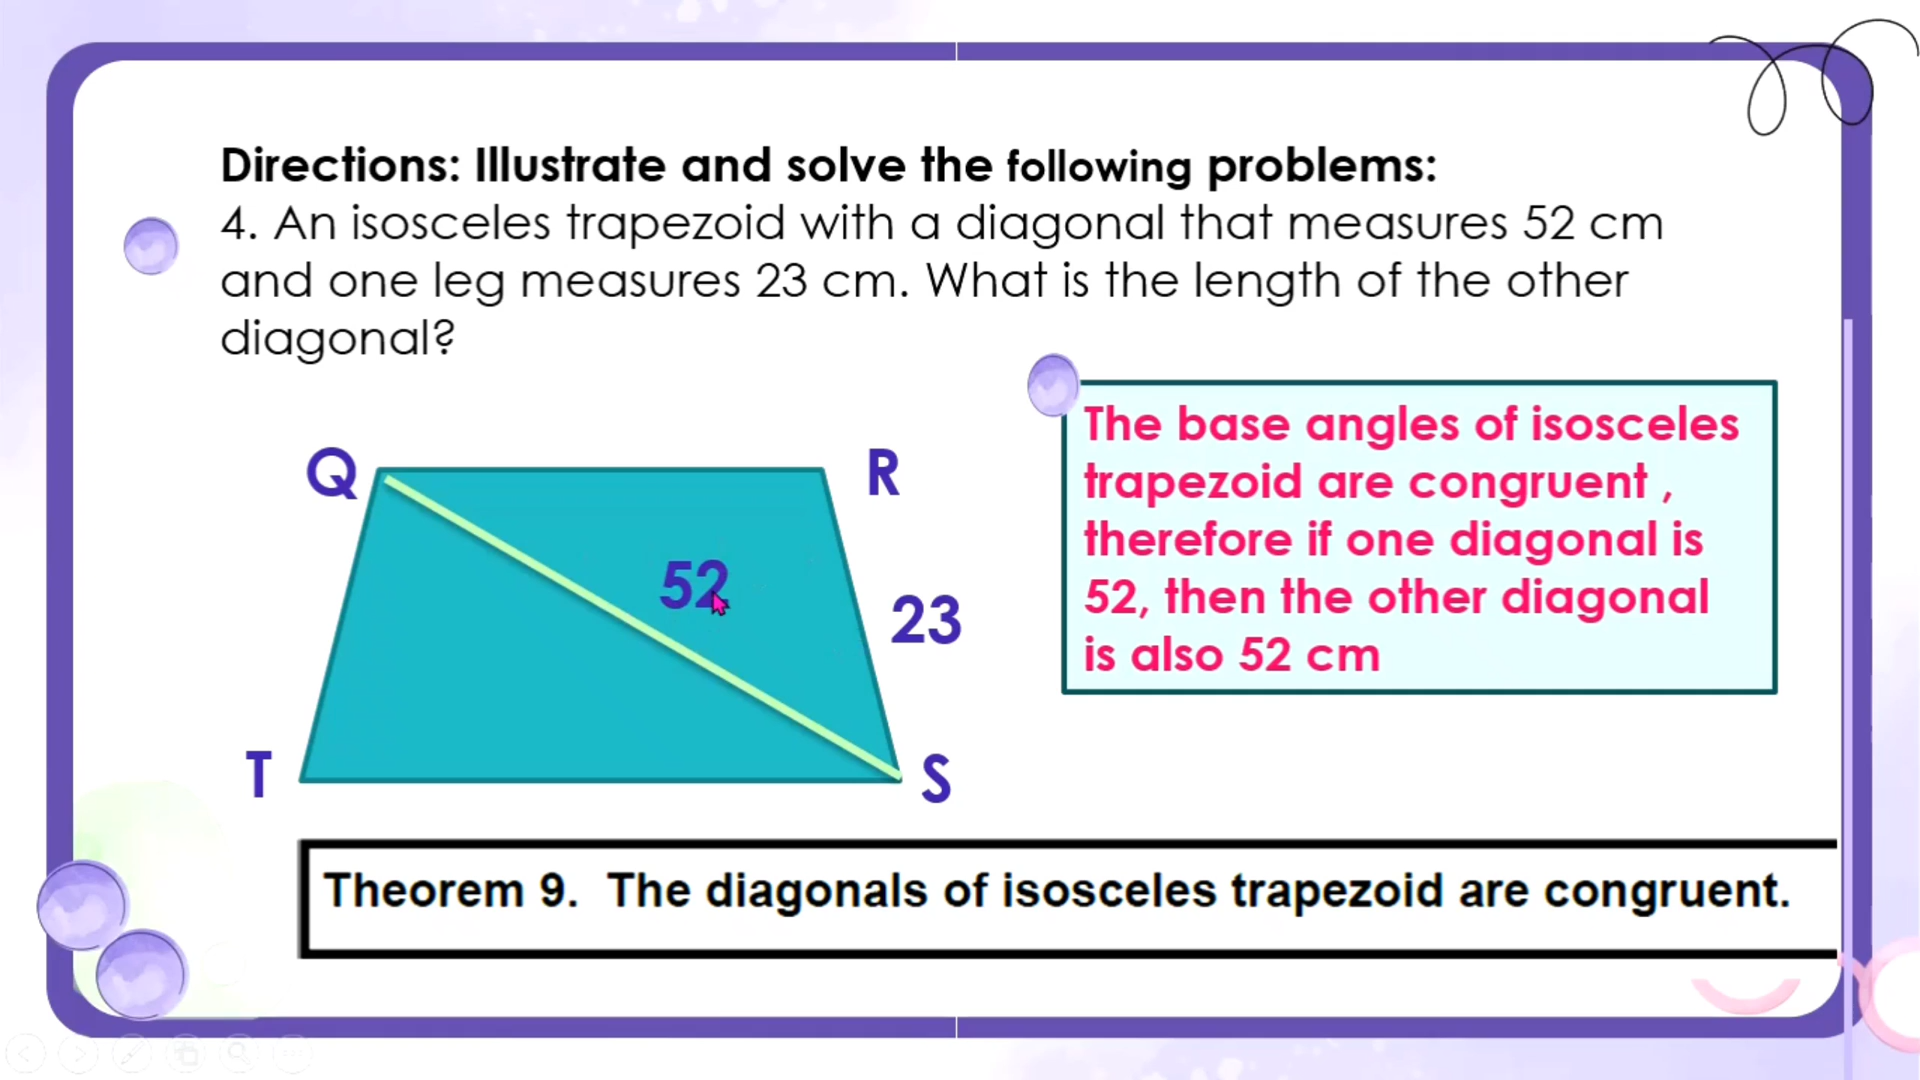 Directions: Illustrate and solve the following problems:
4. An isosceles trapezoid with a diagonal that measures 52 cm
and one leg measures 23 cm. What is the length of the other
diagonal?
The base angles of isosceles
trapezoid are congruent ,
therefore if one diagonal is
52, then the other diagonal
is also 52 cm
Q
R
52
23
T
S
Theorem 9. The diagonals of isosceles trapezoid are congruent.